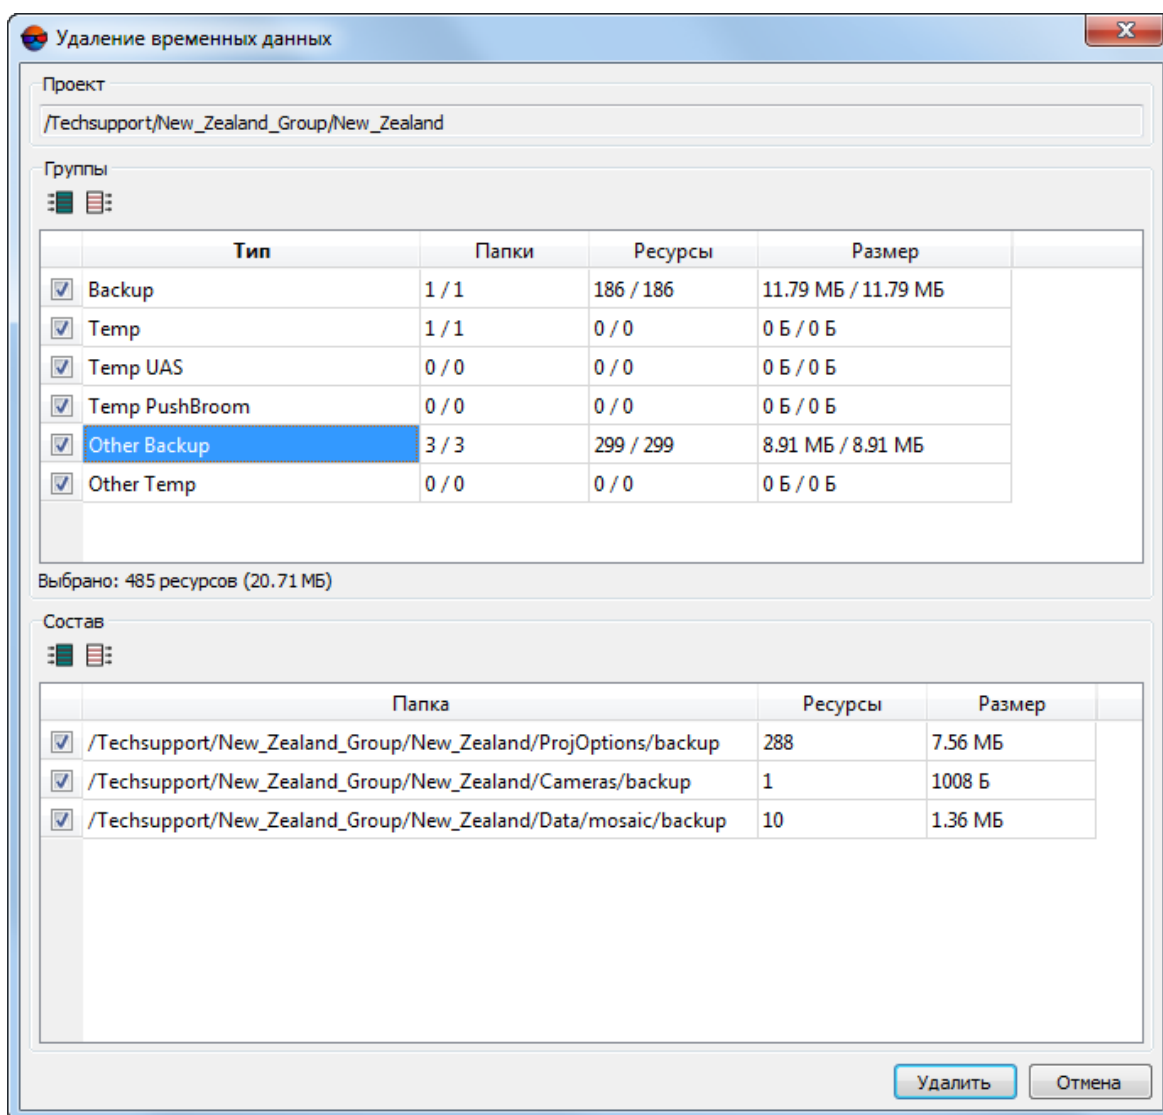 Удаление временных данных
Проект
/Techsupport/New_Zealand_Group/New_Zealand
Группы
Тип Папки Ресурсы Размер
Backup 1 / 1 186 / 186 11.79 МБ / 11.79 МБ
Temp 1 / 1 0 / 0 0 Б / 0 Б
Temp UAS 0 / 0 0 / 0 0 Б / 0 Б
Temp PushBroom 0 / 0 0 / 0 0 Б / 0 Б
Other Backup 3 / 3 299 / 299 8.91 МБ / 8.91 МБ
Other Temp 0 / 0 0 / 0 0 Б / 0 Б
Выбрано: 485 ресурсов (20.71 МБ)
Состав
Папка Ресурсы Размер
/Techsupport/New_Zealand_Group/New_Zealand/ProjOptions/backup 288 7.56 МБ
/Techsupport/New_Zealand_Group/New_Zealand/Cameras/backup 1 1008 Б
/Techsupport/New_Zealand_Group/New_Zealand/Data/mosaic/backup 10 1.36 МБ
Удалить Отмена